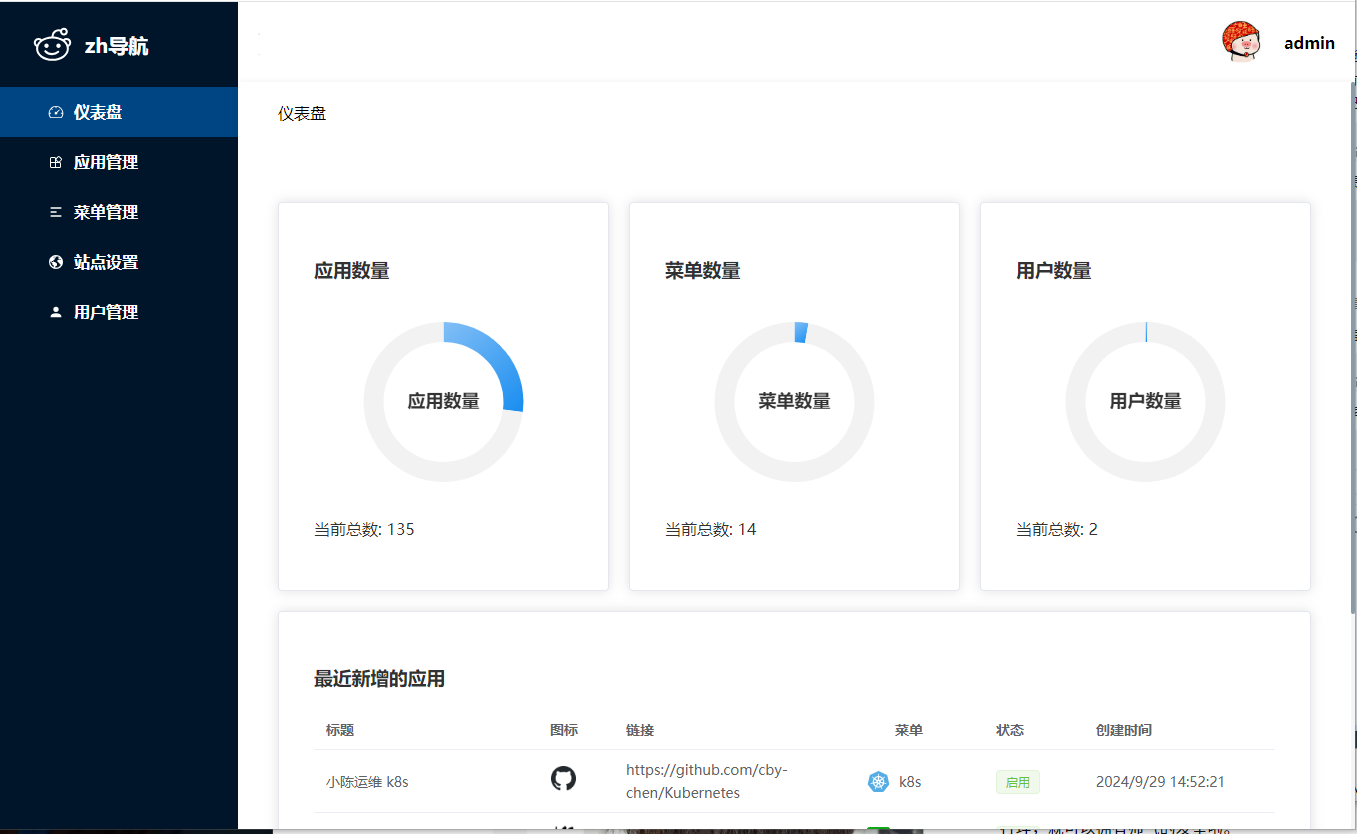 zh导航
admin
仪表盘
应用管理
菜单管理
站点设置
用户管理
仪表盘
应用数量
应用数量
当前总数: 135
菜单数量
菜单数量
当前总数: 14
用户数量
用户数量
当前总数: 2
最近新增的应用
标题 图标 链接 菜单 状态 创建时间
小陈运维 k8s https://github.com/cby-chen/Kubernetes k8s 启用 2024/9/29 14:52:21